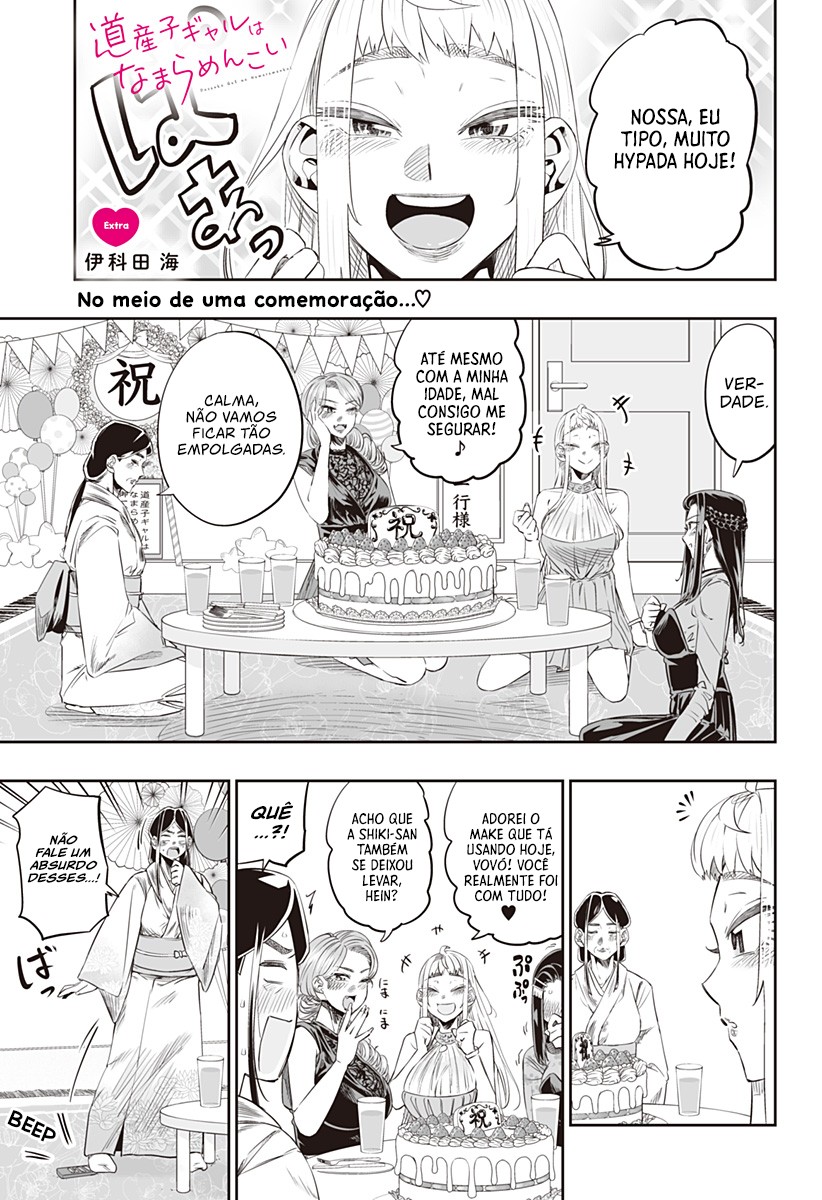 道産子ギャルは
なまらめんこい
Dosanko Gal wa Namaramenkoi
はまっ
Extra
伊科田 海
NOSSA, EU
TIPO, MUITO
HYPADA HOJE!
No meio de uma comemoração...♡
VER-
DADE.
ATÉ MESMO
COM A MINHA
IDADE, MAL
CONSIGO ME
SEGURAR!
♪
CALMA,
NÃO VAMOS
FICAR TÃO
EMPOLGADAS.
祝
道産子ギャルは
なまらめ
行様
祝
ADOREI O
MAKE QUE TÁ
USANDO HOJE,
VOVÓ! VOCÊ
REALMENTE FOI
COM TUDO!
♥
ACHO QUE
A SHIKI-SAN
TAMBÉM
SE DEIXOU
LEVAR,
HEIN?
QUÊ
...?!
ぷぷっ
にま
にま
祝
NÃO
FALE UM
ABSURDO
DESSES...!
ばっ
BEEP